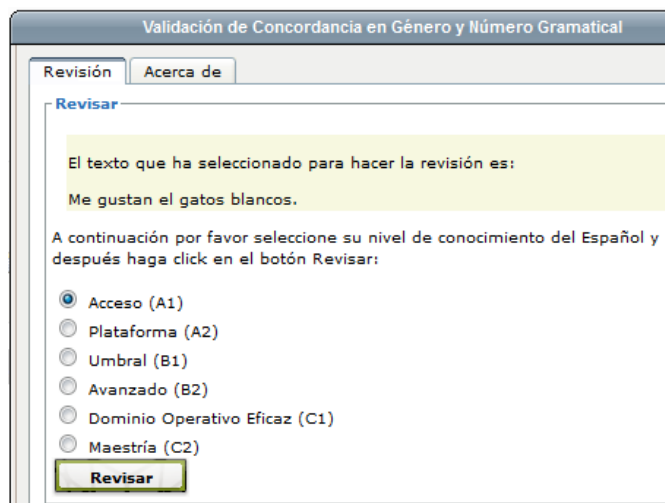 Validación de Concordancia en Género y Número Gramatical
Revisión
Acerca de
Revisar
El texto que ha seleccionado para hacer la revisión es:
Me gustan el gatos blancos.
A continuación por favor seleccione su nivel de conocimiento del Español y
después haga click en el botón Revisar:
Acceso (A1)
Plataforma (A2)
Umbral (B1)
Avanzado (B2)
Dominio Operativo Eficaz (C1)
Maestría (C2)
Revisar